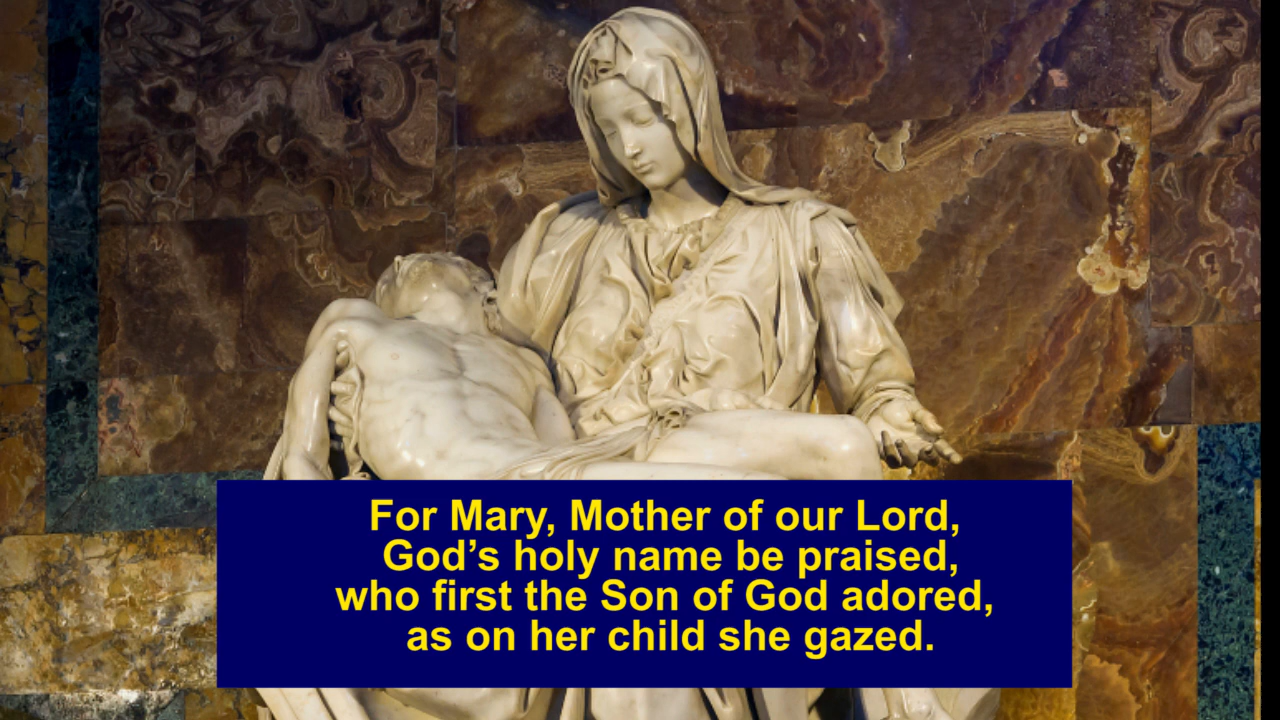 For Mary, Mother of our Lord,
God’s holy name be praised,
who first the Son of God adored,
as on her child she gazed.